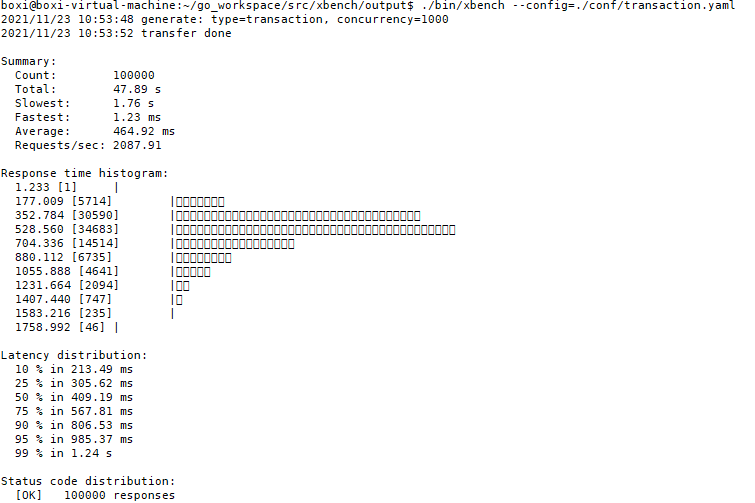 boxi@boxi-virtual-machine:~/go_workspace/src/xbench/output$ ./bin/xbench --config=./conf/transaction.yaml
2021/11/23 10:53:48 generate: type=transaction, concurrency=1000
2021/11/23 10:53:52 transfer done
Summary:
Count: 100000
Total: 47.89 s
Slowest: 1.76 s
Fastest: 1.23 ms
Average: 464.92 ms
Requests/sec: 2087.91
Response time histogram:
1.233 [1] |
177.009 [5714] |▯▯▯▯▯▯▯
352.784 [30590] |▯▯▯▯▯▯▯▯▯▯▯▯▯▯▯▯▯▯▯▯▯▯▯▯▯▯▯▯▯▯▯▯▯▯▯
528.560 [34683] |▯▯▯▯▯▯▯▯▯▯▯▯▯▯▯▯▯▯▯▯▯▯▯▯▯▯▯▯▯▯▯▯▯▯▯▯▯▯▯▯
704.336 [14514] |▯▯▯▯▯▯▯▯▯▯▯▯▯▯▯▯▯
880.112 [6735] |▯▯▯▯▯▯▯▯
1055.888 [4641] |▯▯▯▯▯
1231.664 [2094] |▯▯
1407.440 [747] |▯
1583.216 [235] |
1758.992 [46] |
Latency distribution:
10 % in 213.49 ms
25 % in 305.62 ms
50 % in 409.19 ms
75 % in 567.81 ms
90 % in 806.53 ms
95 % in 985.37 ms
99 % in 1.24 s
Status code distribution:
[OK] 100000 responses